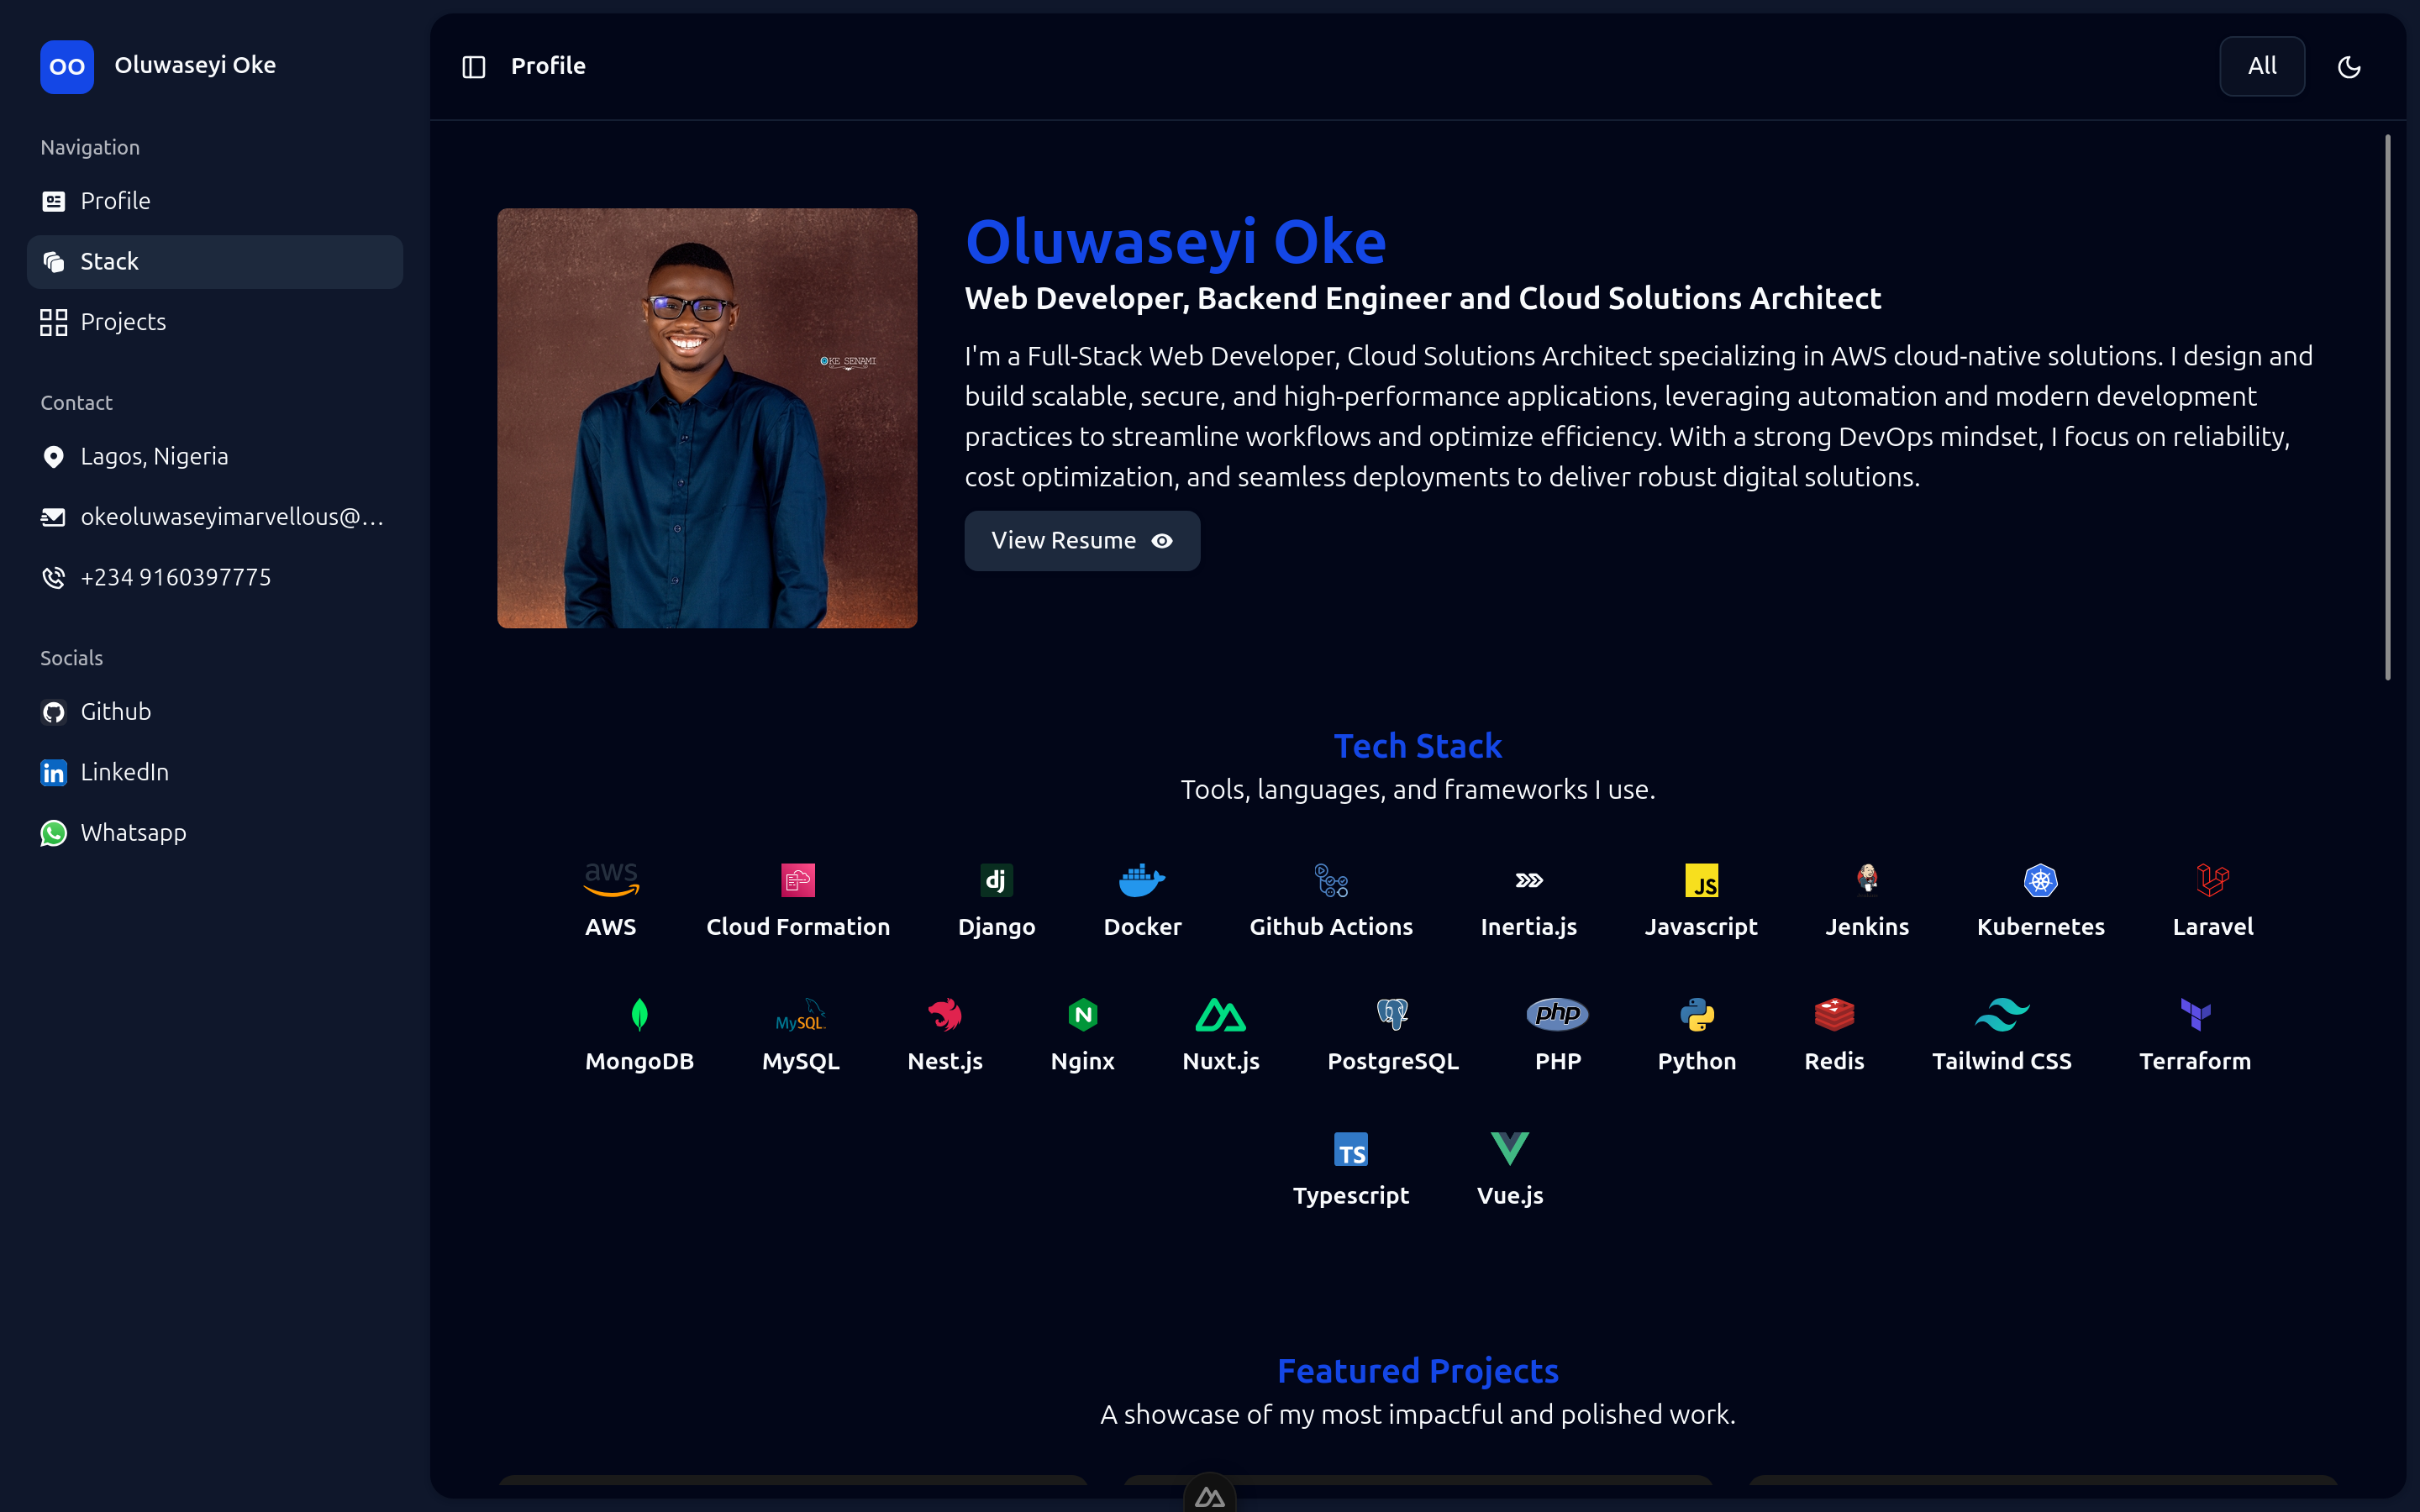 OO Oluwaseyi Oke
Navigation
Profile
Stack
Projects
Contact
Lagos, Nigeria
okeoluwaseyimarvellous@...
+234 9160397775
Socials
Github
in LinkedIn
Whatsapp
Profile
All
OKE SENAMI
Oluwaseyi Oke
Web Developer, Backend Engineer and Cloud Solutions Architect
I'm a Full-Stack Web Developer, Cloud Solutions Architect specializing in AWS cloud-native solutions. I design and
build scalable, secure, and high-performance applications, leveraging automation and modern development
practices to streamline workflows and optimize efficiency. With a strong DevOps mindset, I focus on reliability,
cost optimization, and seamless deployments to deliver robust digital solutions.
View Resume
Tech Stack
Tools, languages, and frameworks I use.
aws dj JS
AWS Cloud Formation Django Docker Github Actions Inertia.js Javascript Jenkins Kubernetes Laravel
MySQL N php
MongoDB MySQL Nest.js Nginx Nuxt.js PostgreSQL PHP Python Redis Tailwind CSS Terraform
TS
Typescript Vue.js
Featured Projects
A showcase of my most impactful and polished work.